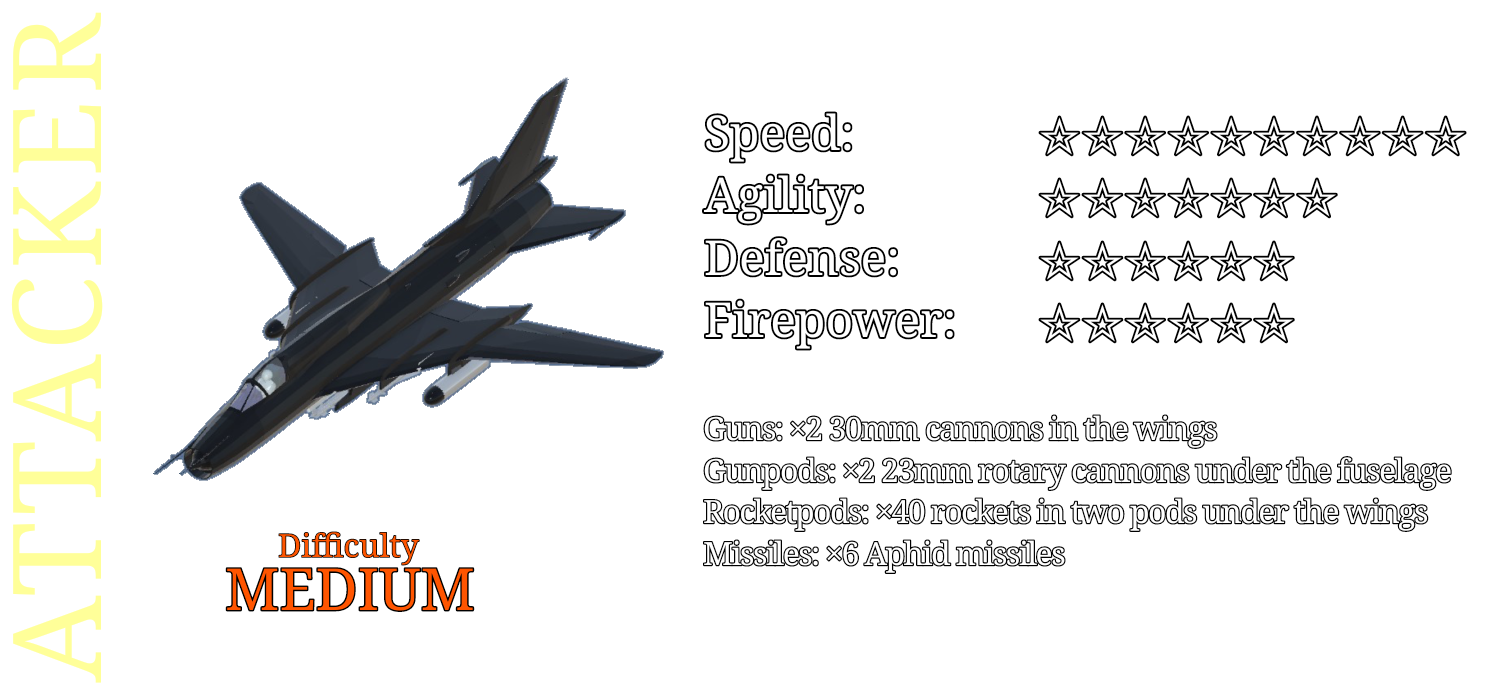 ATTACKER
Speed: ☆☆☆☆☆☆☆☆☆☆
Agility: ☆☆☆☆☆☆☆
Defense: ☆☆☆☆☆☆
Firepower: ☆☆☆☆☆☆
Guns: ×2 30mm cannons in the wings
Gunpods: ×2 23mm rotary cannons under the fuselage
Rocketpods: ×40 rockets in two pods under the wings
Missiles: ×6 Aphid missiles
Difficulty
MEDIUM